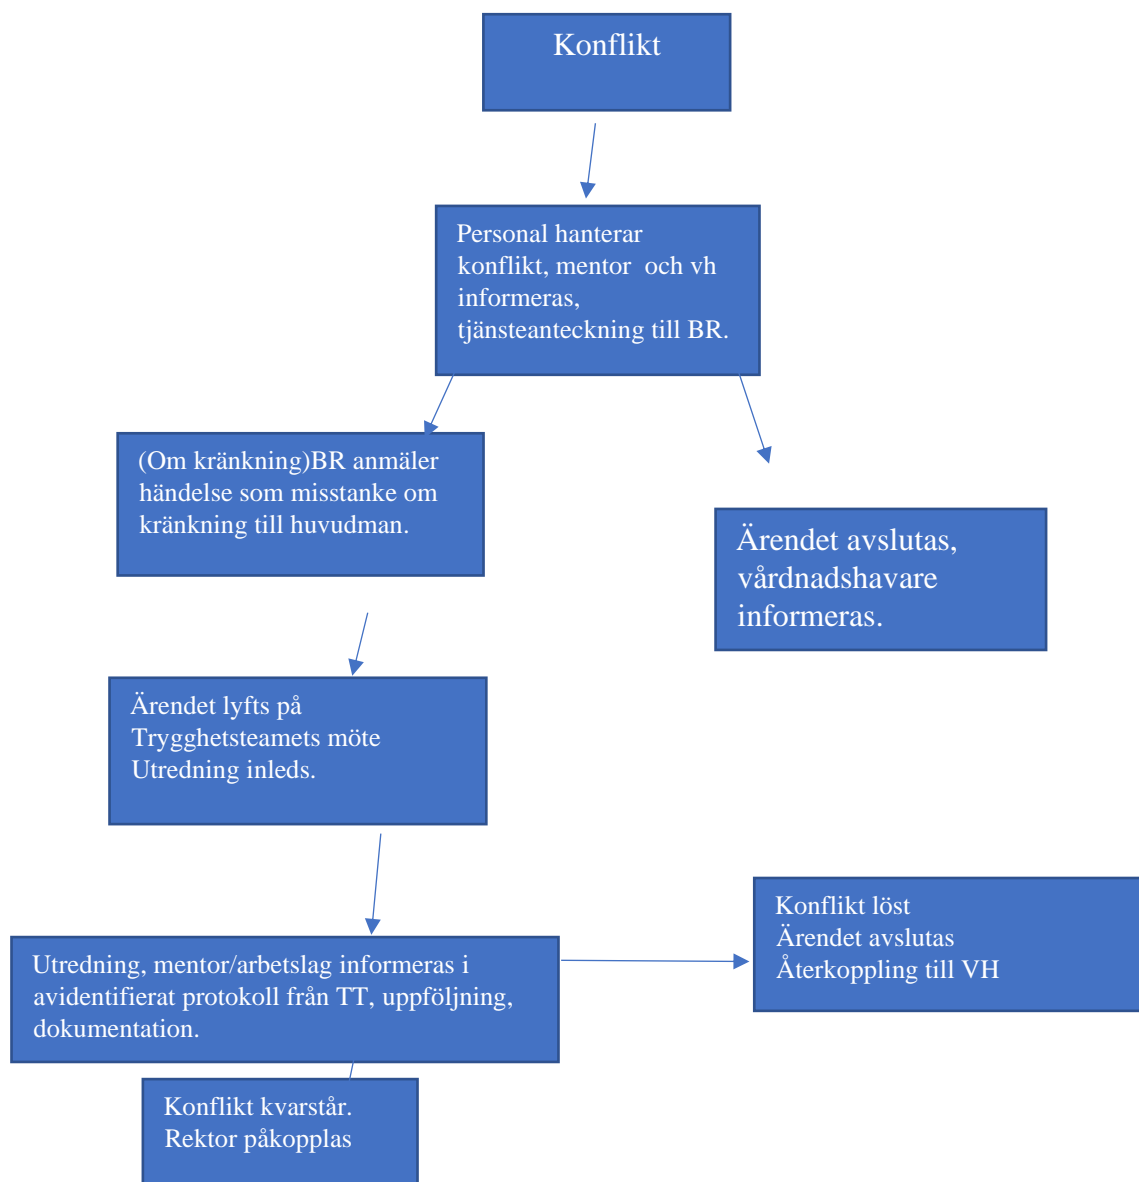 Konflikt
Personal hanterar
konflikt, mentor  och vh
informeras,
tjänsteanteckning till BR.
(Om kränkning)BR anmäler
händelse som misstanke om
kränkning till huvudman.
Ärendet avslutas,
vårdnadshavare
informeras.
Ärendet lyfts på
Trygghetsteamets möte
Utredning inleds.
Utredning, mentor/arbetslag informeras i
avidentifierat protokoll från TT, uppföljning,
dokumentation.
Konflikt löst
Ärendet avslutas
Återkoppling till VH
Konflikt kvarstår.
Rektor påkopplas